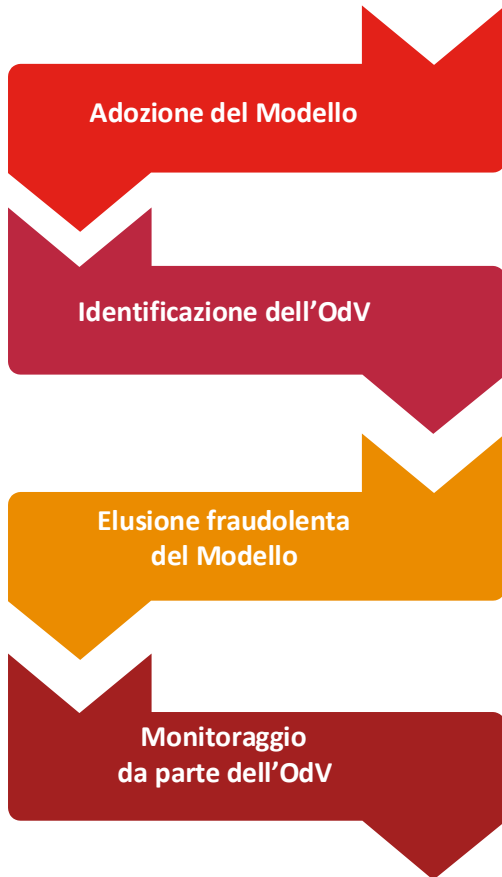 Adozione del Modello
Identificazione dell’OdV
Elusione fraudolenta
del Modello
Monitoraggio
da parte dell’OdV